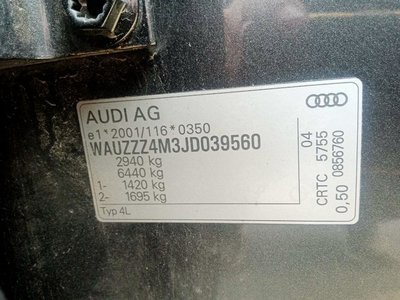 AUDI AG
e1*2001/116*0350
WAUZZZ4M3JD039560
2940 kg
6440 kg
1- 1420 kg
2- 1695 kg
Typ 4L
04
CRTC 5755
0,50 0856760